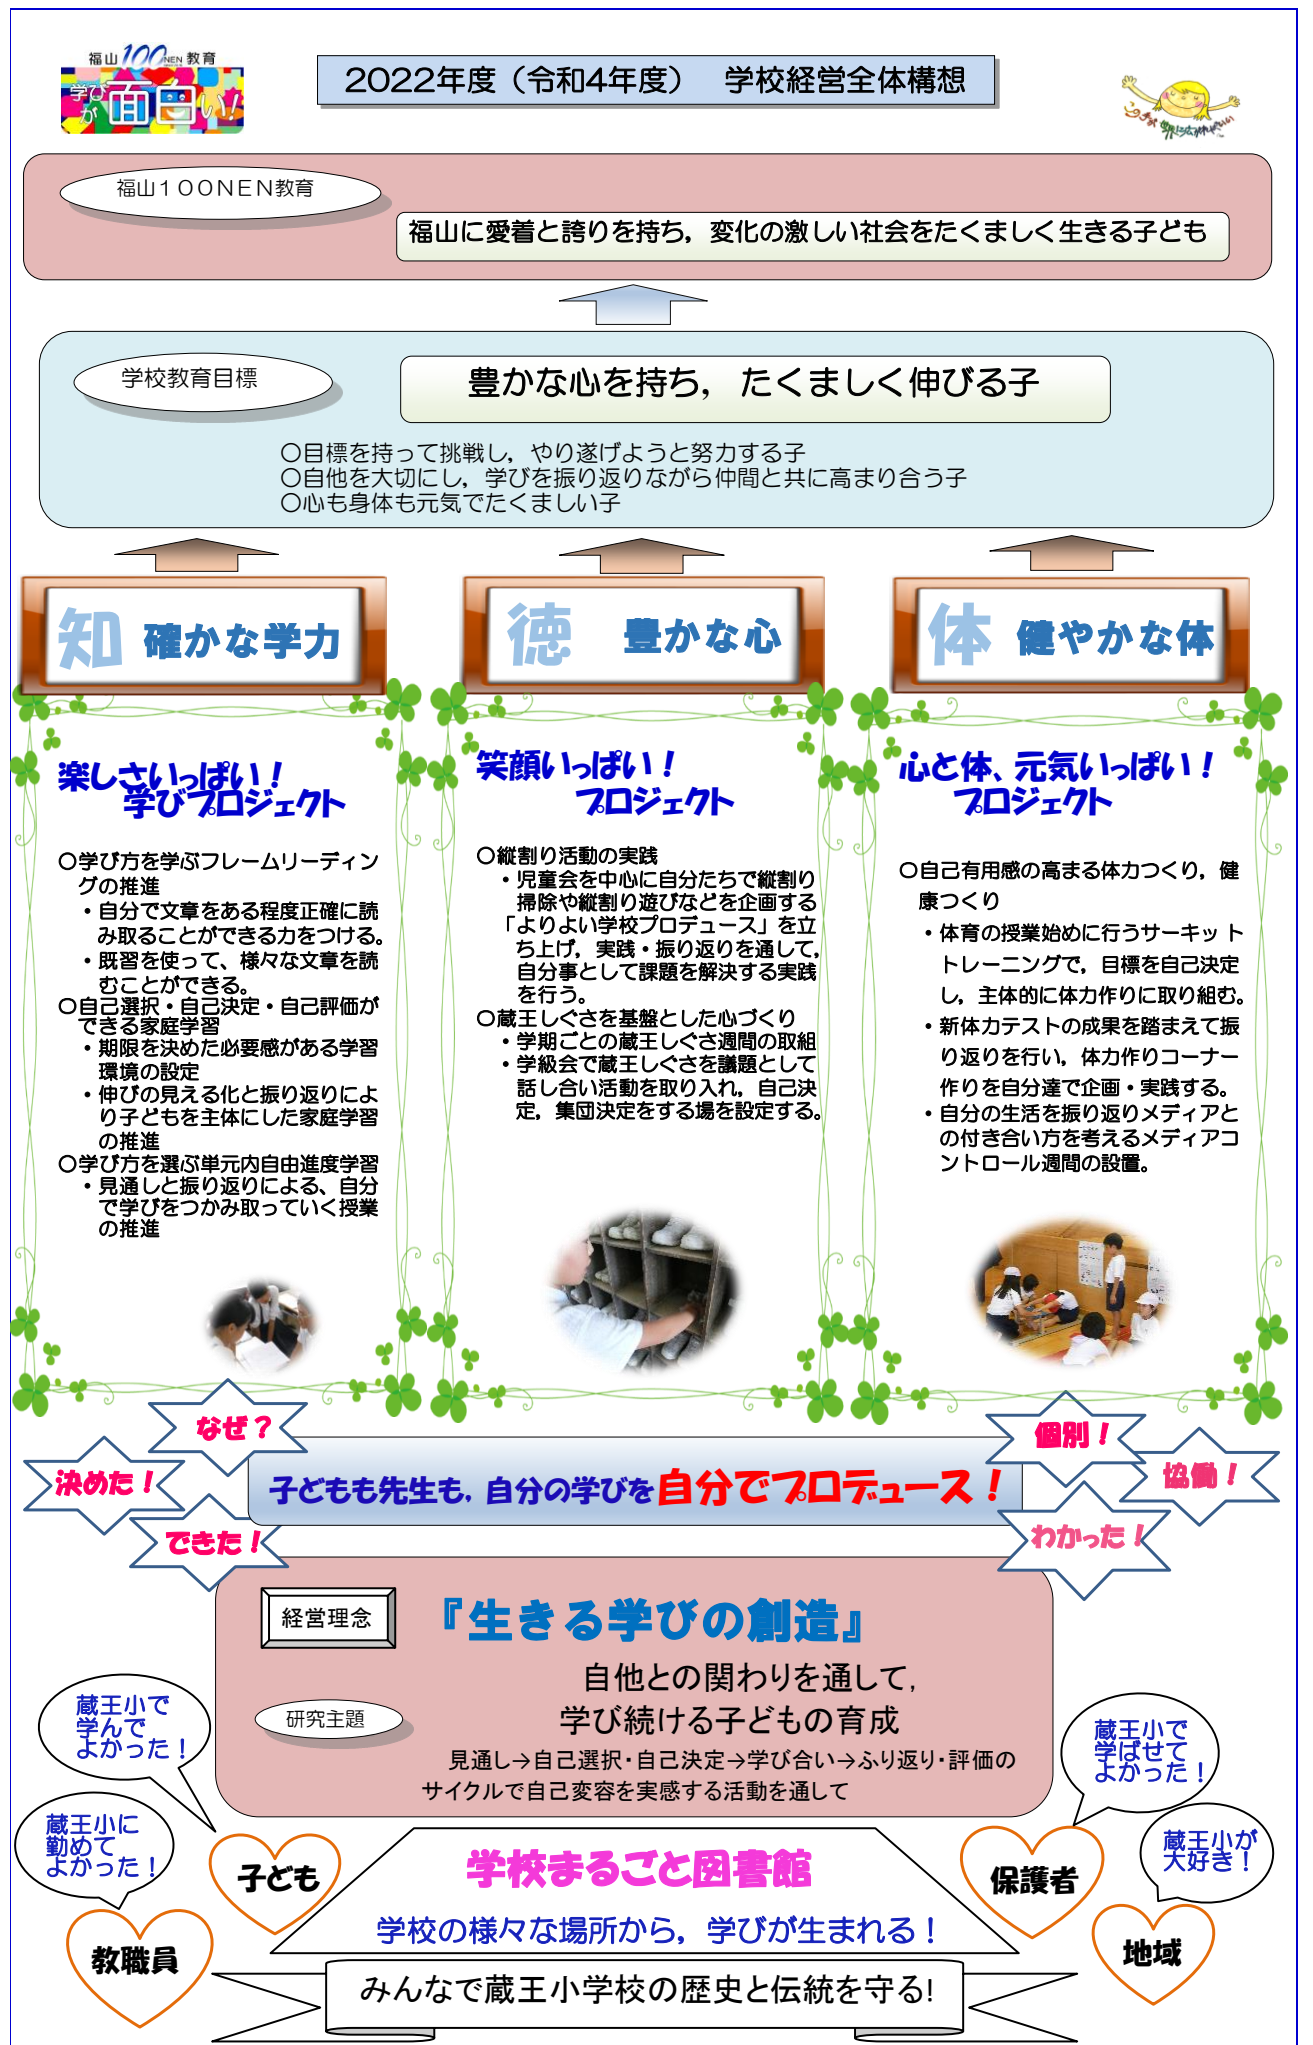 福山100NEN教育
学びが面白い!
2022年度（令和4年度）　学校経営全体構想
この手が世界に広がればいい
福山１００ＮＥＮ教育
福山に愛着と誇りを持ち，変化の激しい社会をたくましく生きる子ども
学校教育目標
豊かな心を持ち，たくましく伸びる子
○目標を持って挑戦し，やり遂げようと努力する子
○自他を大切にし，学びを振り返りながら仲間と共に高まり合う子
○心も身体も元気でたくましい子
知　確かな学力
楽しさいっぱい！
学びプロジェクト
○学び方を学ぶフレームリーディン
グの推進
・自分で文章をある程度正確に読
み取ることができる力をつける。
・既習を使って、様々な文章を読
むことができる。
○自己選択・自己決定・自己評価が
できる家庭学習
・期限を決めた必要感がある学習
環境の設定
・伸びの見える化と振り返りによ
り子どもを主体にした家庭学習
の推進
○学び方を選ぶ単元内自由進度学習
・見通しと振り返りによる、自分
で学びをつかみ取っていく授業
の推進
徳　豊かな心
笑顔いっぱい！
プロジェクト
○縦割り活動の実践
・児童会を中心に自分たちで縦割り
掃除や縦割り遊びなどを企画する
「よりよい学校プロデュース」を立
ち上げ，実践・振り返りを通して，
自分事として課題を解決する実践
を行う。
○蔵王しぐさを基盤とした心づくり
・学期ごとの蔵王しぐさ週間の取組
・学級会で蔵王しぐさを議題として
話し合い活動を取り入れ，自己決
定，集団決定をする場を設定する。
体　健やかな体
心と体、元気いっぱい！
プロジェクト
○自己有用感の高まる体力つくり，健
康つくり
・体育の授業始めに行うサーキット
トレーニングで，目標を自己決定
し，主体的に体力作りに取り組む。
・新体力テストの成果を踏まえて振
り返りを行い，体力作りコーナー
作りを自分達で企画・実践する。
・自分の生活を振り返りメディアと
の付き合い方を考えるメディアコ
ントロール週間の設置。
なぜ？
決めた！
できた！
子どもも先生も，自分の学びを自分でプロデュース！
個別！
協働！
わかった！
経営理念
『生きる学びの創造』
研究主題
自他との関わりを通して，
学び続ける子どもの育成
見通し→自己選択・自己決定→学び合い→ふり返り・評価の
サイクルで自己変容を実感する活動を通して
蔵王小で
学んで
よかった！
蔵王小に
勤めて
よかった！
蔵王小で
学ばせて
よかった！
蔵王小が
大好き！
子ども
教職員
保護者
地域
学校まるごと図書館
学校の様々な場所から，学びが生まれる！
みんなで蔵王小学校の歴史と伝統を守る！